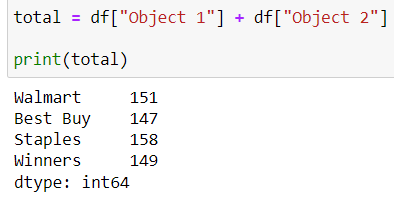 total = df["Object 1"] + df["Object 2"]
print(total)
Walmart     151
Best Buy    147
Staples     158
Winners     149
dtype: int64